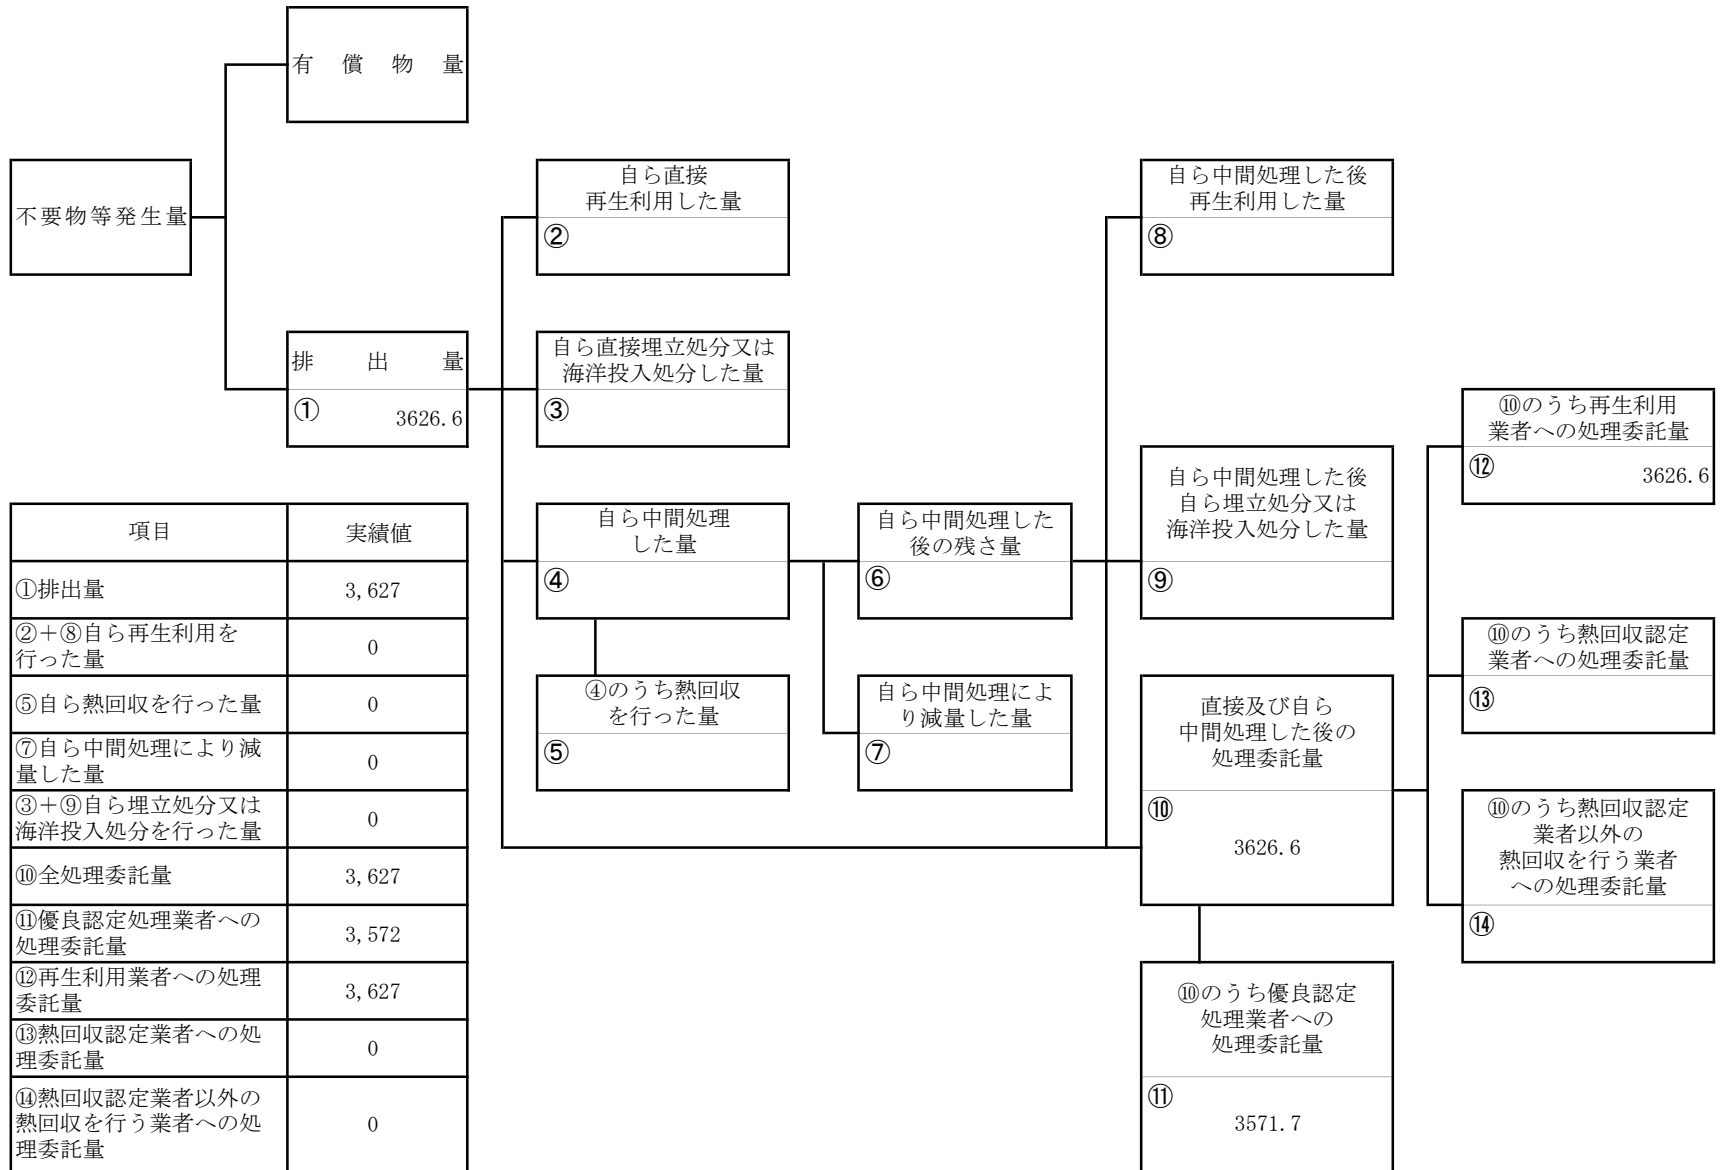 有償物量
不要物等発生量
排出量
①
3626.6
自ら直接
再生利用した量
②
自ら直接埋立処分又は
海洋投入処分した量
③
自ら中間処理
した量
④
④のうち熱回収
を行った量
⑤
自ら中間処理した
後の残さ量
⑥
自ら中間処理によ
り減量した量
⑦
自ら中間処理した後
再生利用した量
⑧
自ら中間処理した後
自ら埋立処分又は
海洋投入処分した量
⑨
直接及び自ら
中間処理した後の
処理委託量
⑩
3626.6
⑩のうち優良認定
処理業者への
処理委託量
⑪
3571.7
⑩のうち再生利用
業者への処理委託量
⑫
3626.6
⑩のうち熱回収認定
業者への処理委託量
⑬
⑩のうち熱回収認定
業者以外の
熱回収を行う業者
への処理委託量
⑭
項目 実績値
①排出量 3,627
②+⑧自ら再生利用を
行った量 0
⑤自ら熱回収を行った量 0
⑦自ら中間処理により減
量した量 0
③+⑨自ら埋立処分又は
海洋投入処分を行った量 0
⑩全処理委託量 3,627
⑪優良認定処理業者への
処理委託量 3,572
⑫再生利用業者への処理
委託量 3,627
⑬熱回収認定業者への処
理委託量 0
⑭熱回収認定業者以外の
熱回収を行う業者への処
理委託量 0